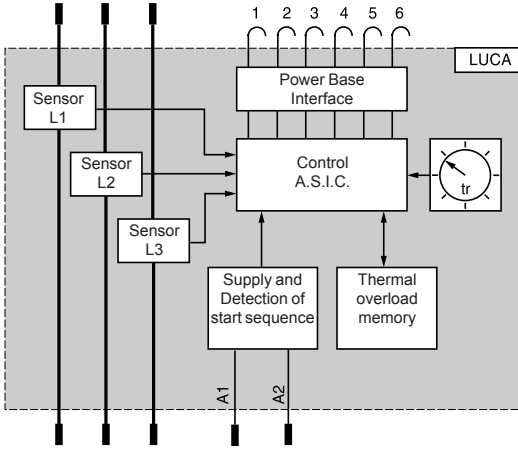 1 2 3 4 5 6
LUCA
Power Base
Interface
Sensor
L1
Control
A.S.I.C.
Sensor
L2
tr
Sensor
L3
Supply and
Detection of
start sequence
Thermal
overload
memory
A1
A2